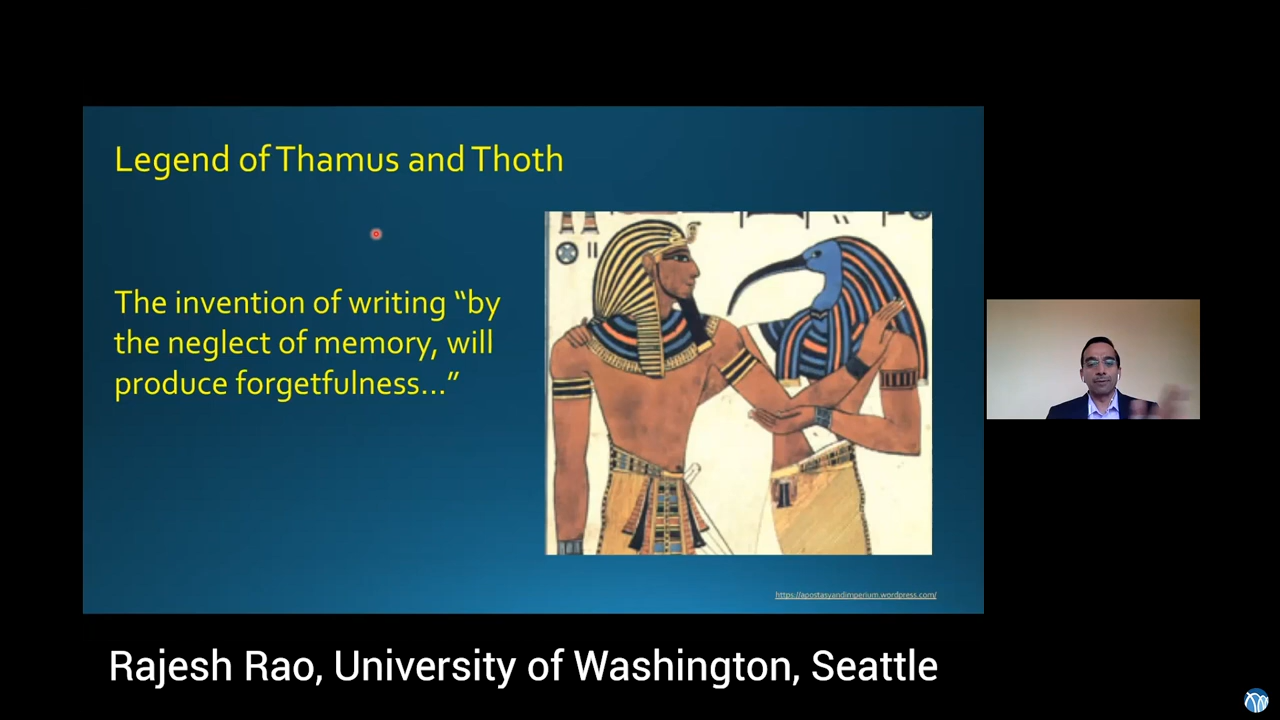 Legend of Thamus and Thoth
The invention of writing “by
the neglect of memory, will
produce forgetfulness…”
https://apostasyandimperium.wordpress.com/
Rajesh Rao, University of Washington, Seattle